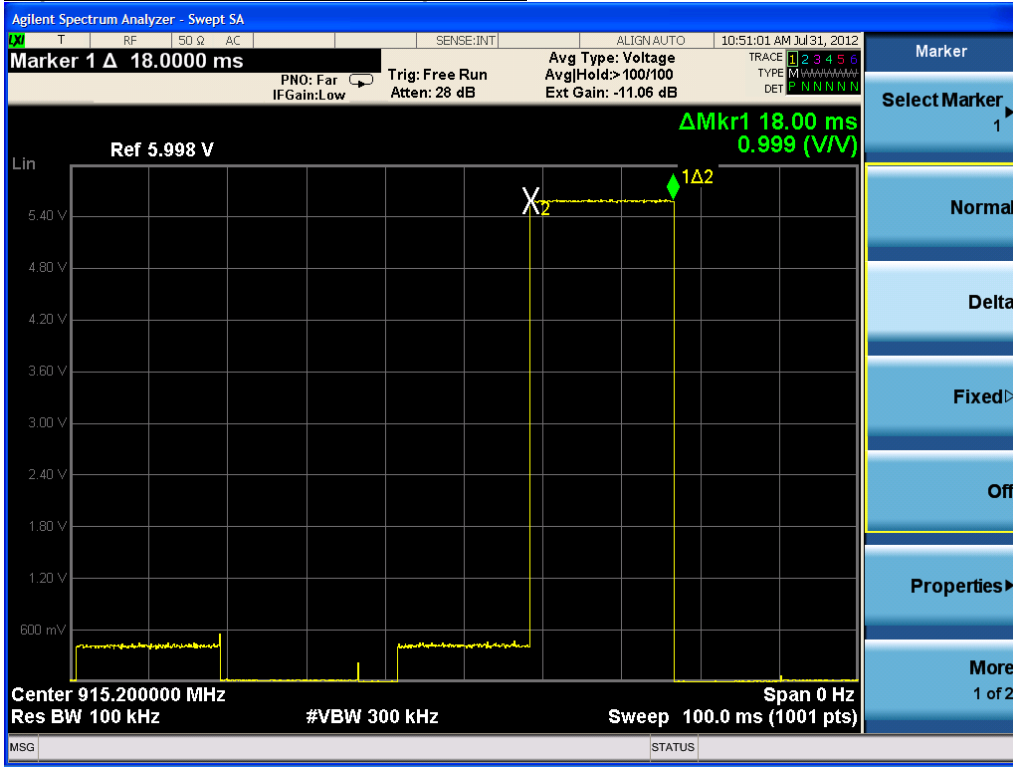 Agilent Spectrum Analyzer - Swept SA
LXI T RF 50 Ω AC SENSE:INT ALIGN AUTO 10:51:01 AM Jul 31, 2012
Marker 1 Δ 18.0000 ms
PNO: Far
IFGain:Low
Trig: Free Run
Atten: 28 dB
Avg Type: Voltage
Avg|Hold:>100/100
Ext Gain: -11.06 dB
TRACE 1 2 3 4 5 6
TYPE M
DET P N N N N N
ΔMkr1 18.00 ms
0.999 (V/V)
Lin
Ref 5.998 V
1Δ2
X2
5.40 V
4.80 V
4.20 V
3.60 V
3.00 V
2.40 V
1.80 V
1.20 V
600 mV
Center 915.200000 MHz
Span 0 Hz
Res BW 100 kHz
#VBW 300 kHz
Sweep 100.0 ms (1001 pts)
MSG
STATUS
Marker
Select Marker
1
Normal
Delta
Fixed
Off
Properties
More
1 of 2